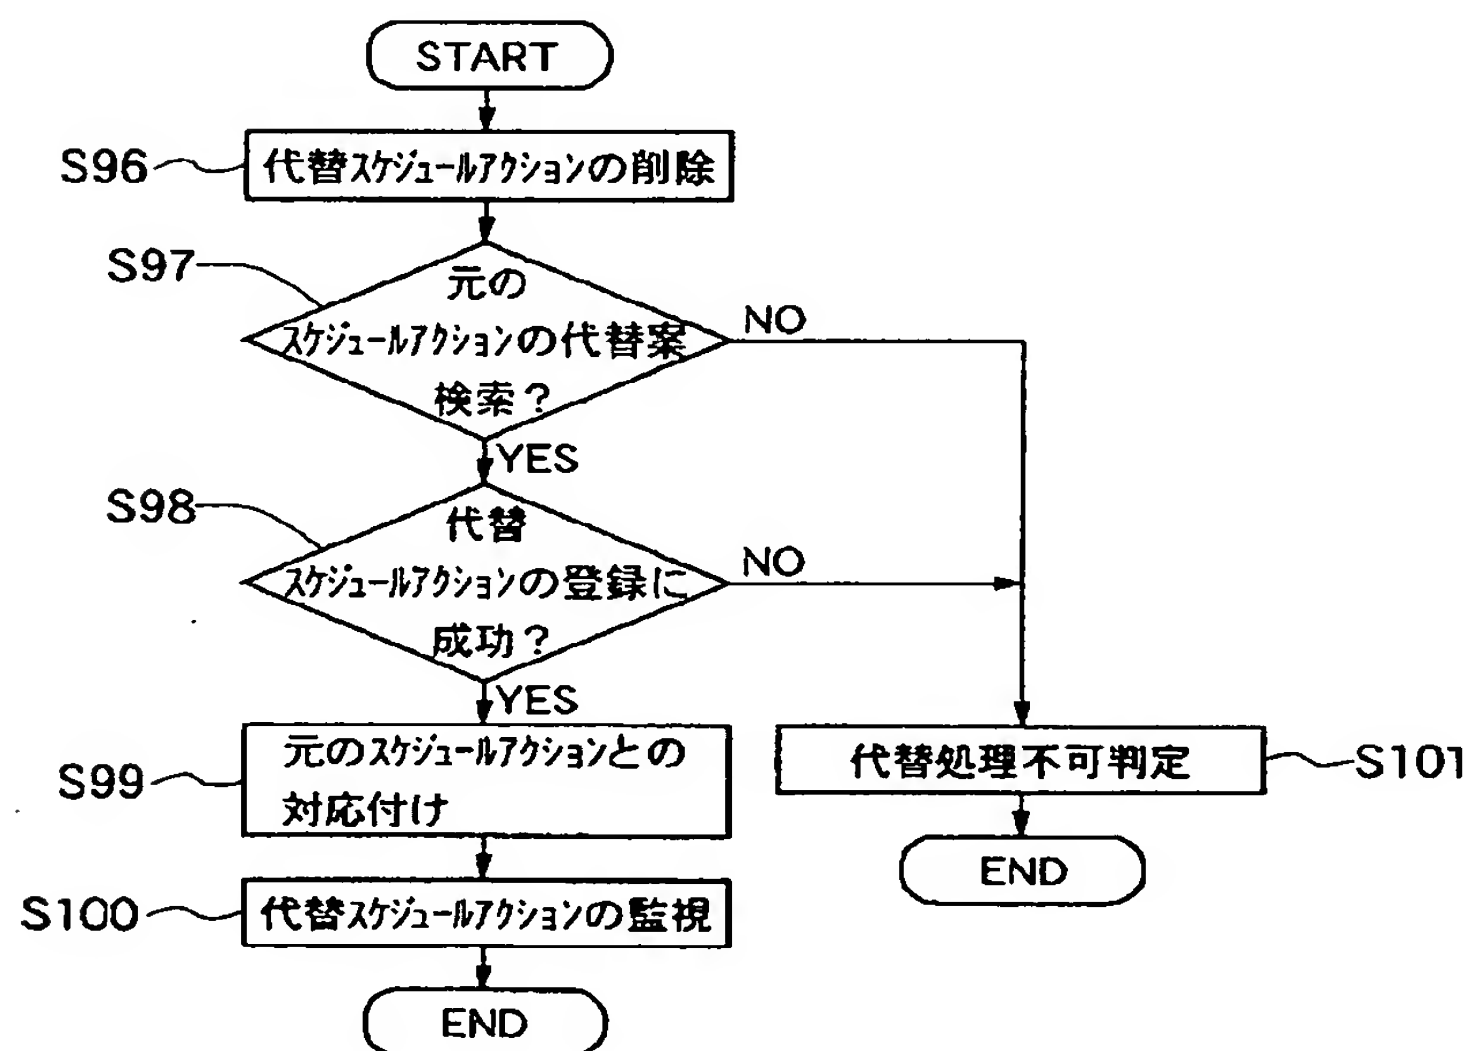 START
S96
代替ｽｹｼﾞｭｰﾙｱｸｼｮﾝの削除
S97
元の
ｽｹｼﾞｭｰﾙｱｸｼｮﾝの代替案
検索？
NO
YES
S98
代替
ｽｹｼﾞｭｰﾙｱｸｼｮﾝの登録に
成功？
NO
YES
S99
元のｽｹｼﾞｭｰﾙｱｸｼｮﾝとの
対応付け
代替処理不可判定
S101
END
S100
代替ｽｹｼﾞｭｰﾙｱｸｼｮﾝの監視
END